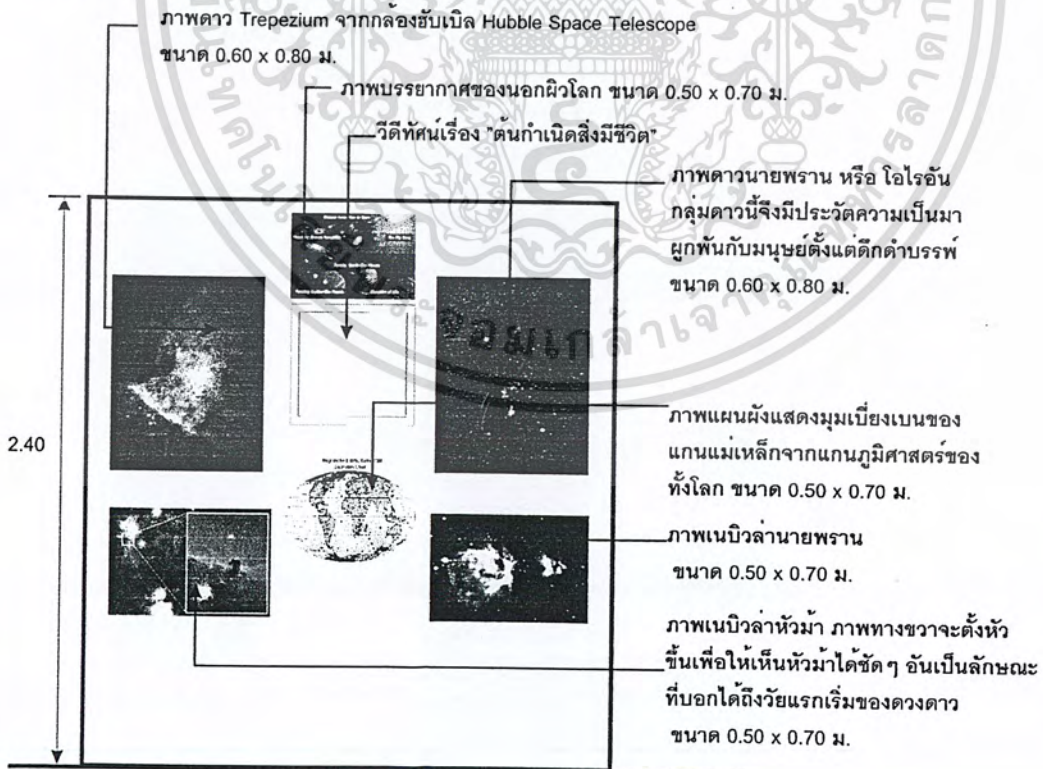 ภาพดาว Trepezium จากกล้องฮับเบิล Hubble Space Telescope
ขนาด 0.60 x 0.80 ม.
ภาพบรรยากาศของนอกผิวโลก ขนาด 0.50 x 0.70 ม.
วีดีทัศน์เรื่อง "ต้นกำเนิดสิ่งมีชีวิต"
ภาพดาวนายพราน หรือ โอไรอัน
กลุ่มดาวนี้จึงมีประวัตความเป็นมา
ผูกพันกับมนุษย์ตั้งแต่ดึกดำบรรพ์
ขนาด 0.60 x 0.80 ม.
2.40
ภาพแผนผังแสดงมุมเบี่ยงเบนของ
แกนแม่เหล็กจากแกนภูมิศาสตร์ของ
ทั้งโลก ขนาด 0.50 x 0.70 ม.
ภาพเนบิวล่านายพราน
ขนาด 0.50 x 0.70 ม.
ภาพเนบิวล่าหัวม้า ภาพทางขวาจะตั้งหัว
ขึ้นเพื่อให้เห็นหัวม้าได้ชัด ๆ อันเป็นลักษณะ
ที่บอกได้ถึงวัยแรกเริ่มของดวงดาว
ขนาด 0.50 x 0.70 ม.